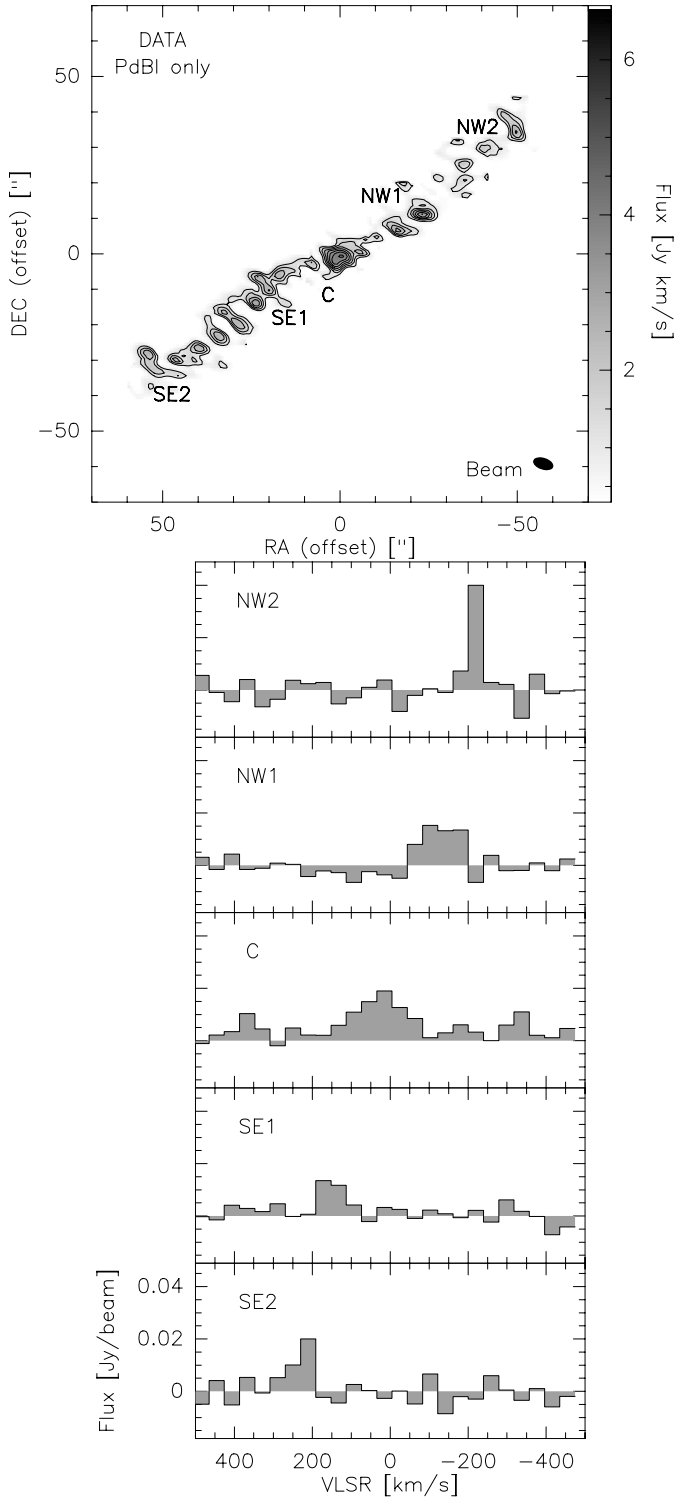 DATA
PdBI only
50
0
−50
DEC (offset) ["]
NW2
NW1
C
SE1
SE2
Beam
50
0
−50
RA (offset) ["]
6
4
2
Flux [Jy km/s]
NW2
NW1
C
SE1
SE2
0.04
0.02
0
Flux [Jy/beam]
400
200
0
−200
−400
VLSR [km/s]